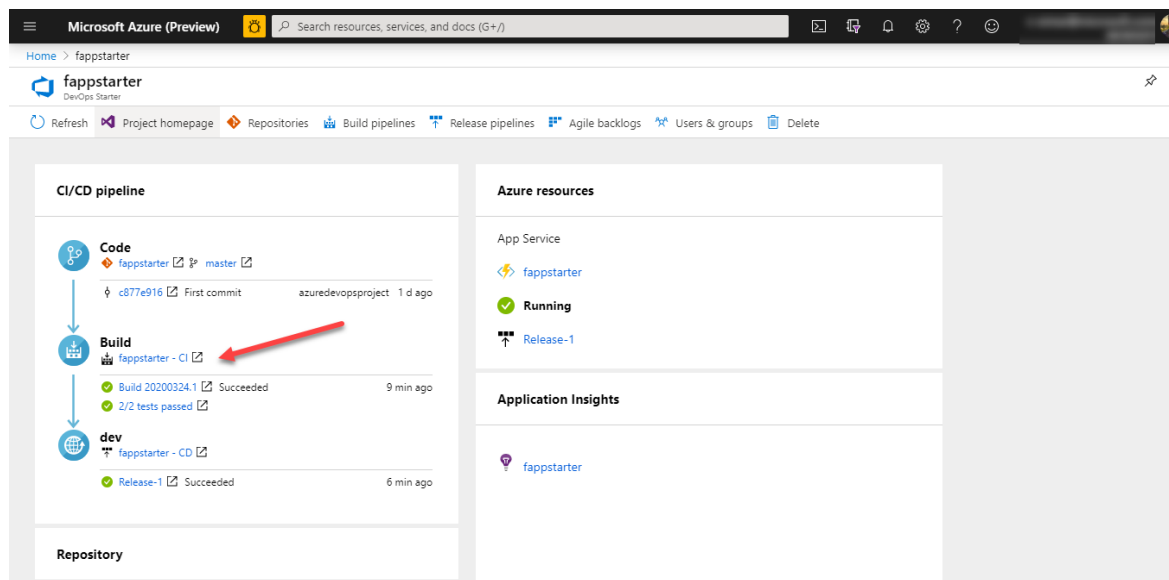 Microsoft Azure (Preview) Search resources, services, and docs (G+/)
Home > fappstarter
fappstarter
DevOps Starter
Refresh Project homepage Repositories Build pipelines Release pipelines Agile backlogs Users & groups Delete
CI/CD pipeline
Code
fappstarter master
c877e916 First commit azuredevopsproject 1 d ago
Build
fappstarter - CI
Build 20200324.1 Succeeded 9 min ago
2/2 tests passed
dev
fappstarter - CD
Release-1 Succeeded 6 min ago
Repository
Azure resources
App Service
fappstarter
Running
Release-1
Application Insights
fappstarter